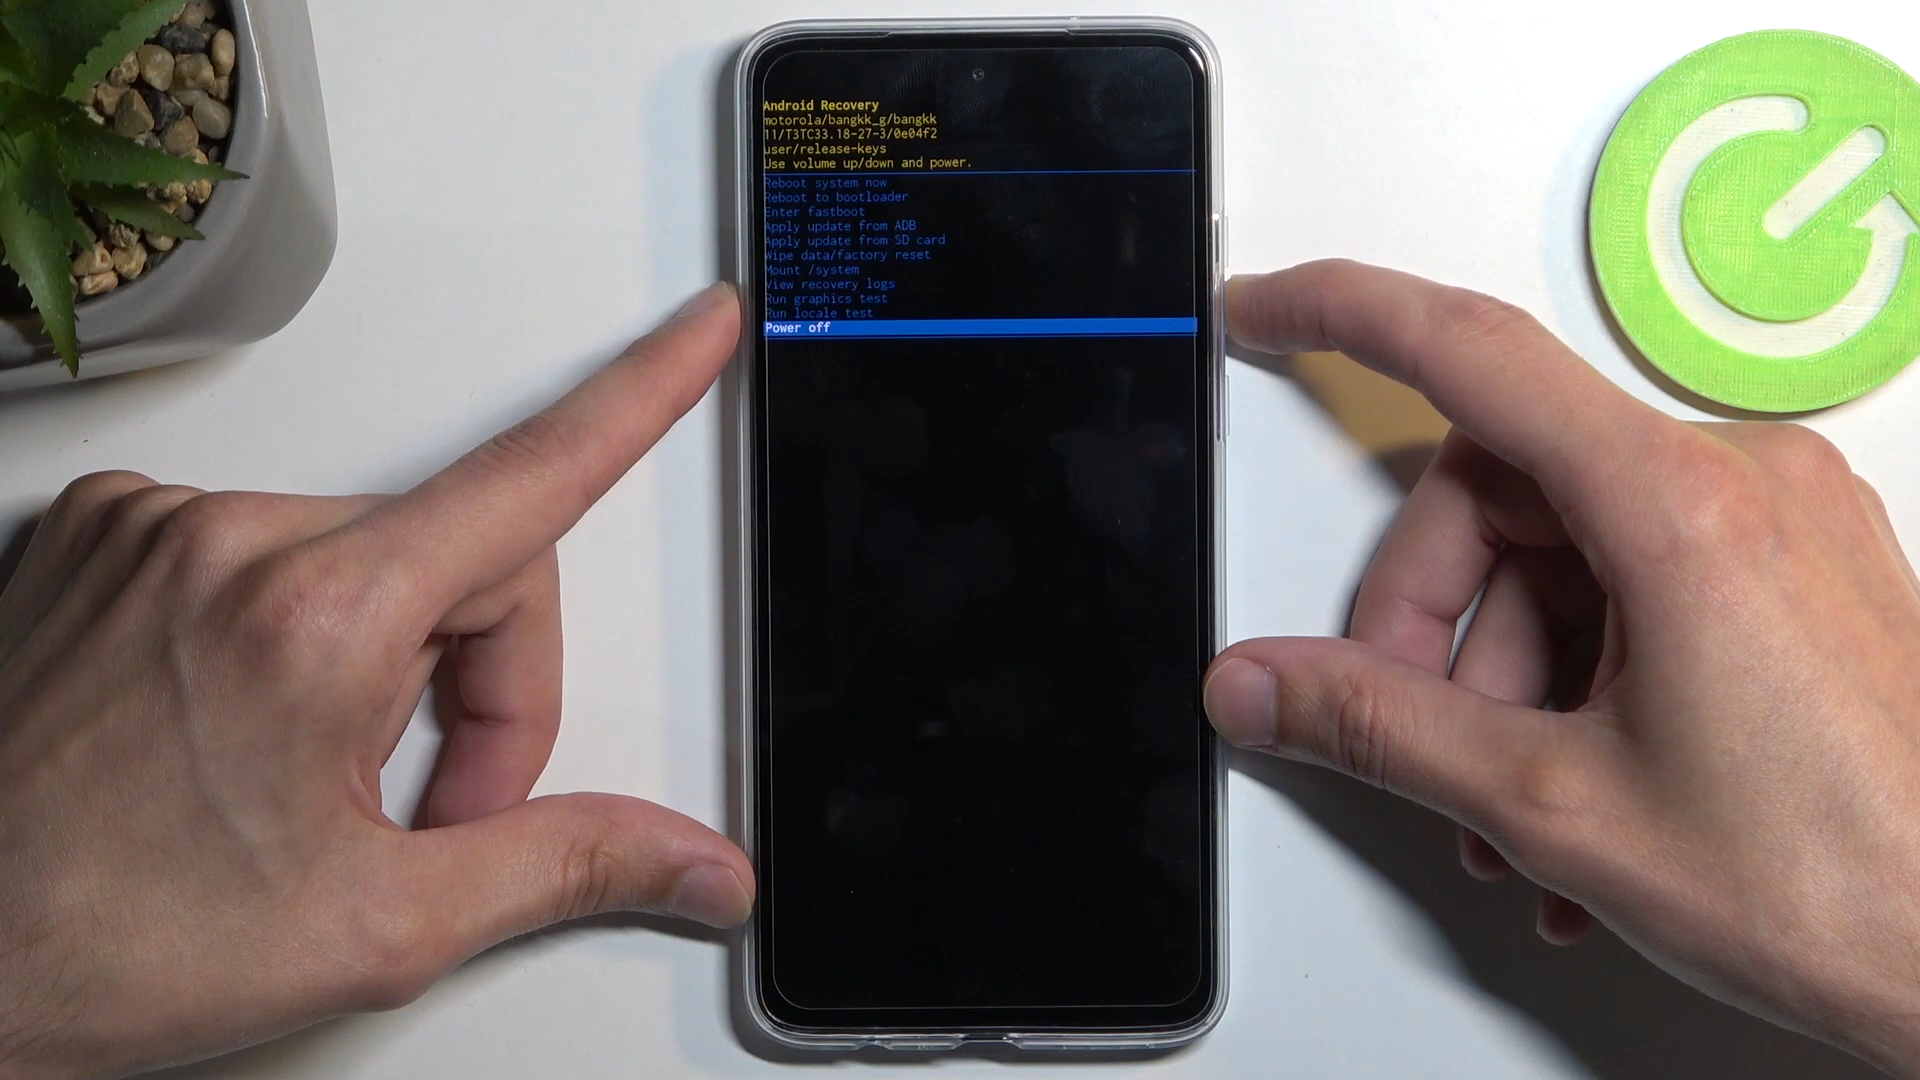 Android Recovery
motorola/bangkk_g/bangkk
11/T3TC33.18-27-3/0e04f2
user/release-keys
Use volume up/down and power.
Reboot system now
Reboot to bootloader
Enter fastboot
Apply update from ADB
Apply update from SD card
Wipe data/factory reset
Mount /system
View recovery logs
Run graphics test
Run locale test
Power off